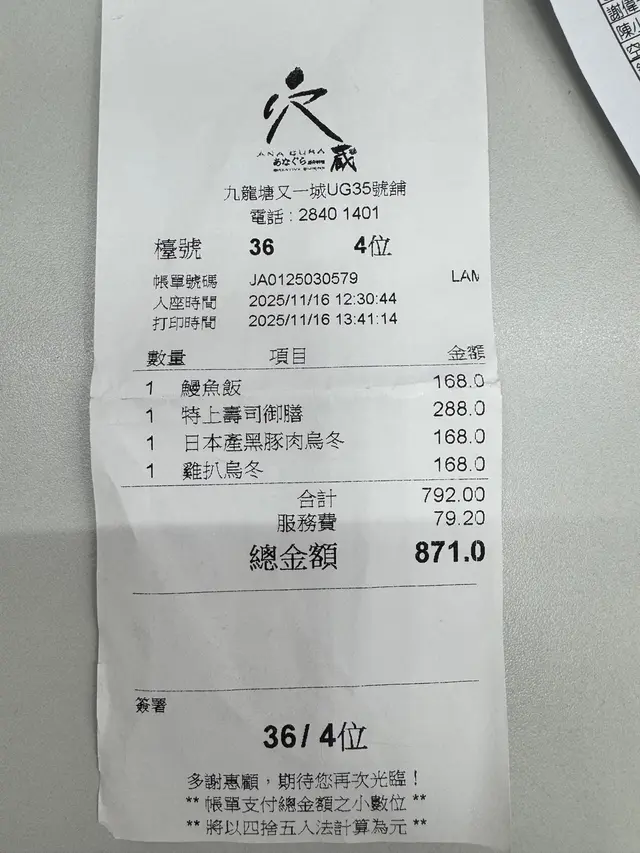 穴
ANA GURA
あなぐら
蔵
九龍塘又一城UG35號舖
電話 : 2840 1401
檯號 36 4位
帳單號碼 JA0125030579 LAM
入座時間 2025/11/16 12:30:44
打印時間 2025/11/16 13:41:14
數量 項目 金額
1 鰻魚飯 168.0
1 特上壽司御膳 288.0
1 日本產黑豚肉烏冬 168.0
1 雞扒烏冬 168.0
合計 792.00
服務費 79.20
總金額 871.0
簽署
36 / 4位
多謝惠顧，期待您再次光臨！
** 帳單支付總金額之小數位 **
** 將以四捨五入法計算為元 **
謝偉
陳小